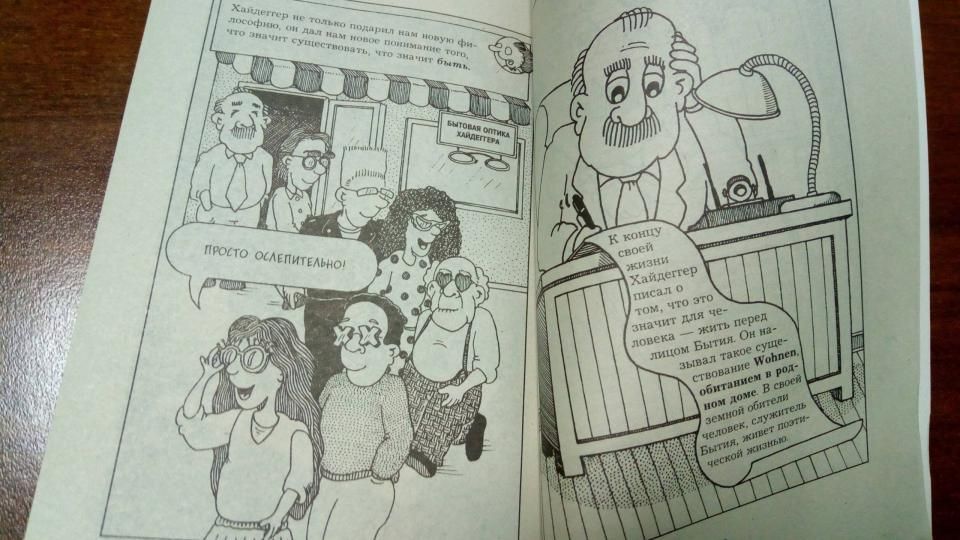 Хайдеггер не только подарил нам новую фи-
лософию, он дал нам новое понимание того,
что значит существовать, что значит быть.
БЫТОВАЯ ОПТИКА
ХАЙДЕГГЕРА
ПРОСТО ОСЛЕПИТЕЛЬНО!
К концу
своей
жизни
Хайдеггер
писал о
том, что это
значит для че-
ловека — жить перед
лицом Бытия. Он на-
зывал такое суще-
ствование Wohnen,
обитанием в род-
ном доме. В своей
земной обители
человек, служитель
Бытия, живет поэти-
ческой жизнью.